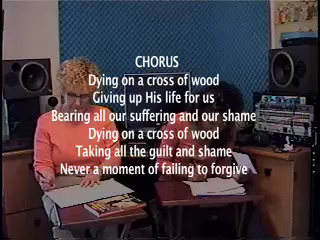 CHORUS
Dying on a cross of wood
Giving up His life for us
Bearing all our suffering and our shame
Dying on a cross of wood
Taking all the guilt and shame
Never a moment of failing to forgive